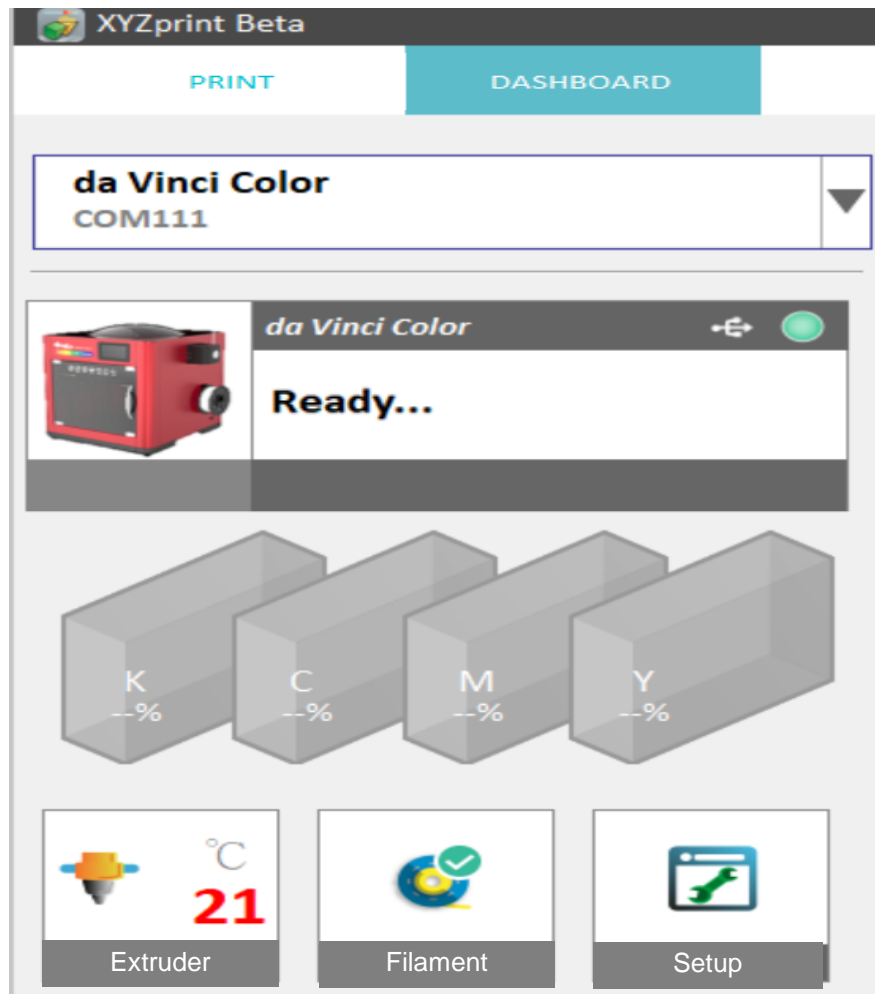 XYZprint Beta
PRINT DASHBOARD
da Vinci Color
COM111
da Vinci Color
Ready...
K C M Y
--% --% --% --%
°C
21
Extruder Filament Setup